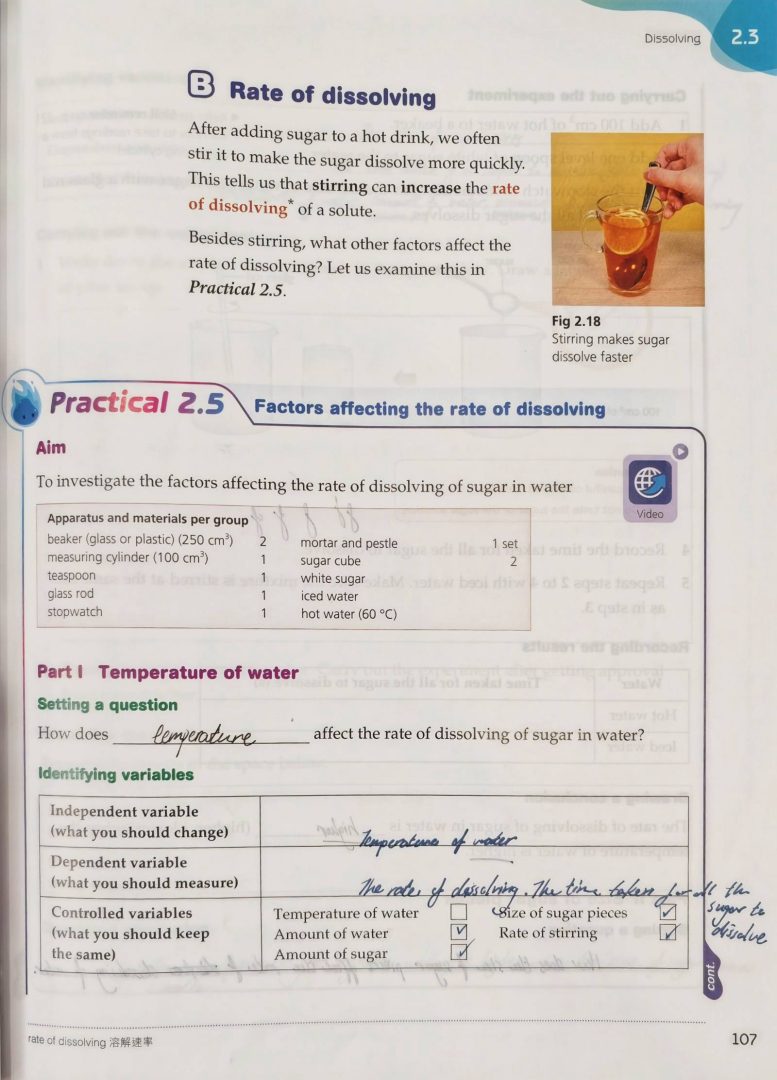 Dissolving 2.3
B Rate of dissolving
After adding sugar to a hot drink, we often
stir it to make the sugar dissolve more quickly.
This tells us that stirring can increase the rate
of dissolving* of a solute.
Besides stirring, what other factors affect the
rate of dissolving? Let us examine this in
Practical 2.5.
Fig 2.18
Stirring makes sugar
dissolve faster
Practical 2.5 Factors affecting the rate of dissolving
Aim
To investigate the factors affecting the rate of dissolving of sugar in water
Video
Apparatus and materials per group
beaker (glass or plastic) (250 cm³) 2 mortar and pestle 1 set
measuring cylinder (100 cm³) 1 sugar cube 2
teaspoon 1 white sugar
glass rod 1 iced water
stopwatch 1 hot water (60 °C)
Part I Temperature of water
Setting a question
How does temperature affect the rate of dissolving of sugar in water?
Identifying variables
Independent variable
(what you should change)
Temperature of water
Dependent variable
(what you should measure)
The rate of dissolving. The time taken for all the
sugar to
dissolve
Controlled variables
(what you should keep
the same)
Temperature of water Size of sugar pieces ✓
Amount of water ✓ Rate of stirring ✓
Amount of sugar ✓
cont.
rate of dissolving 溶解速率
107